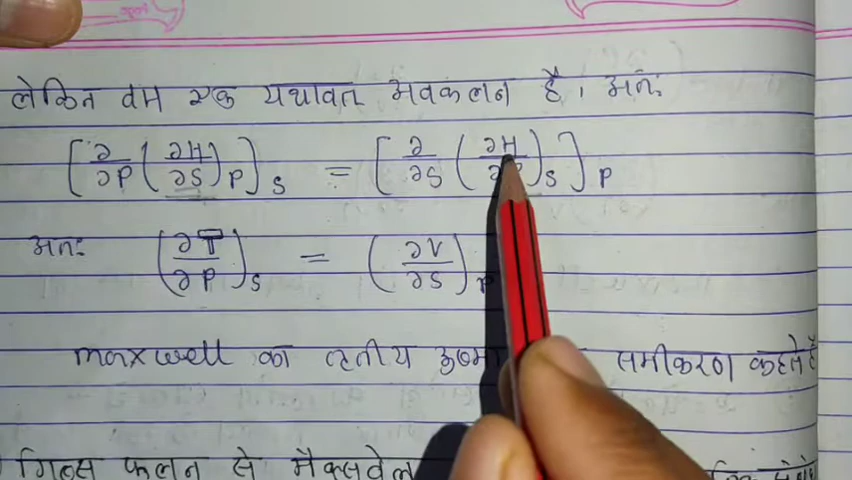 लेकिन dH एक यथावत अवकलन है। अतः
[∂/∂P (∂H/∂S)P]S = [∂/∂S (∂H/∂P)S]P
अतः (∂T/∂P)S = (∂V/∂S)P
maxwell का तृतीय समीकरण कहते हैं
गिब्स फलन से मैक्सवेल